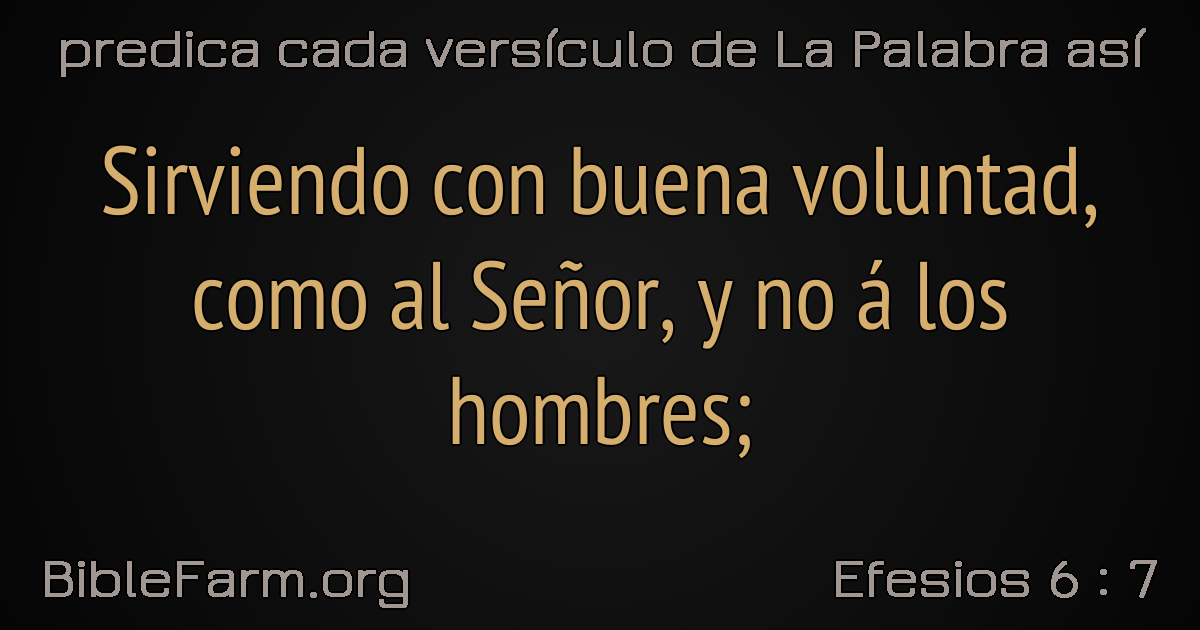 predica cada versículo de La Palabra así
Sirviendo con buena voluntad,
como al Señor, y no á los
hombres;
BibleFarm.org
Efesios 6 : 7